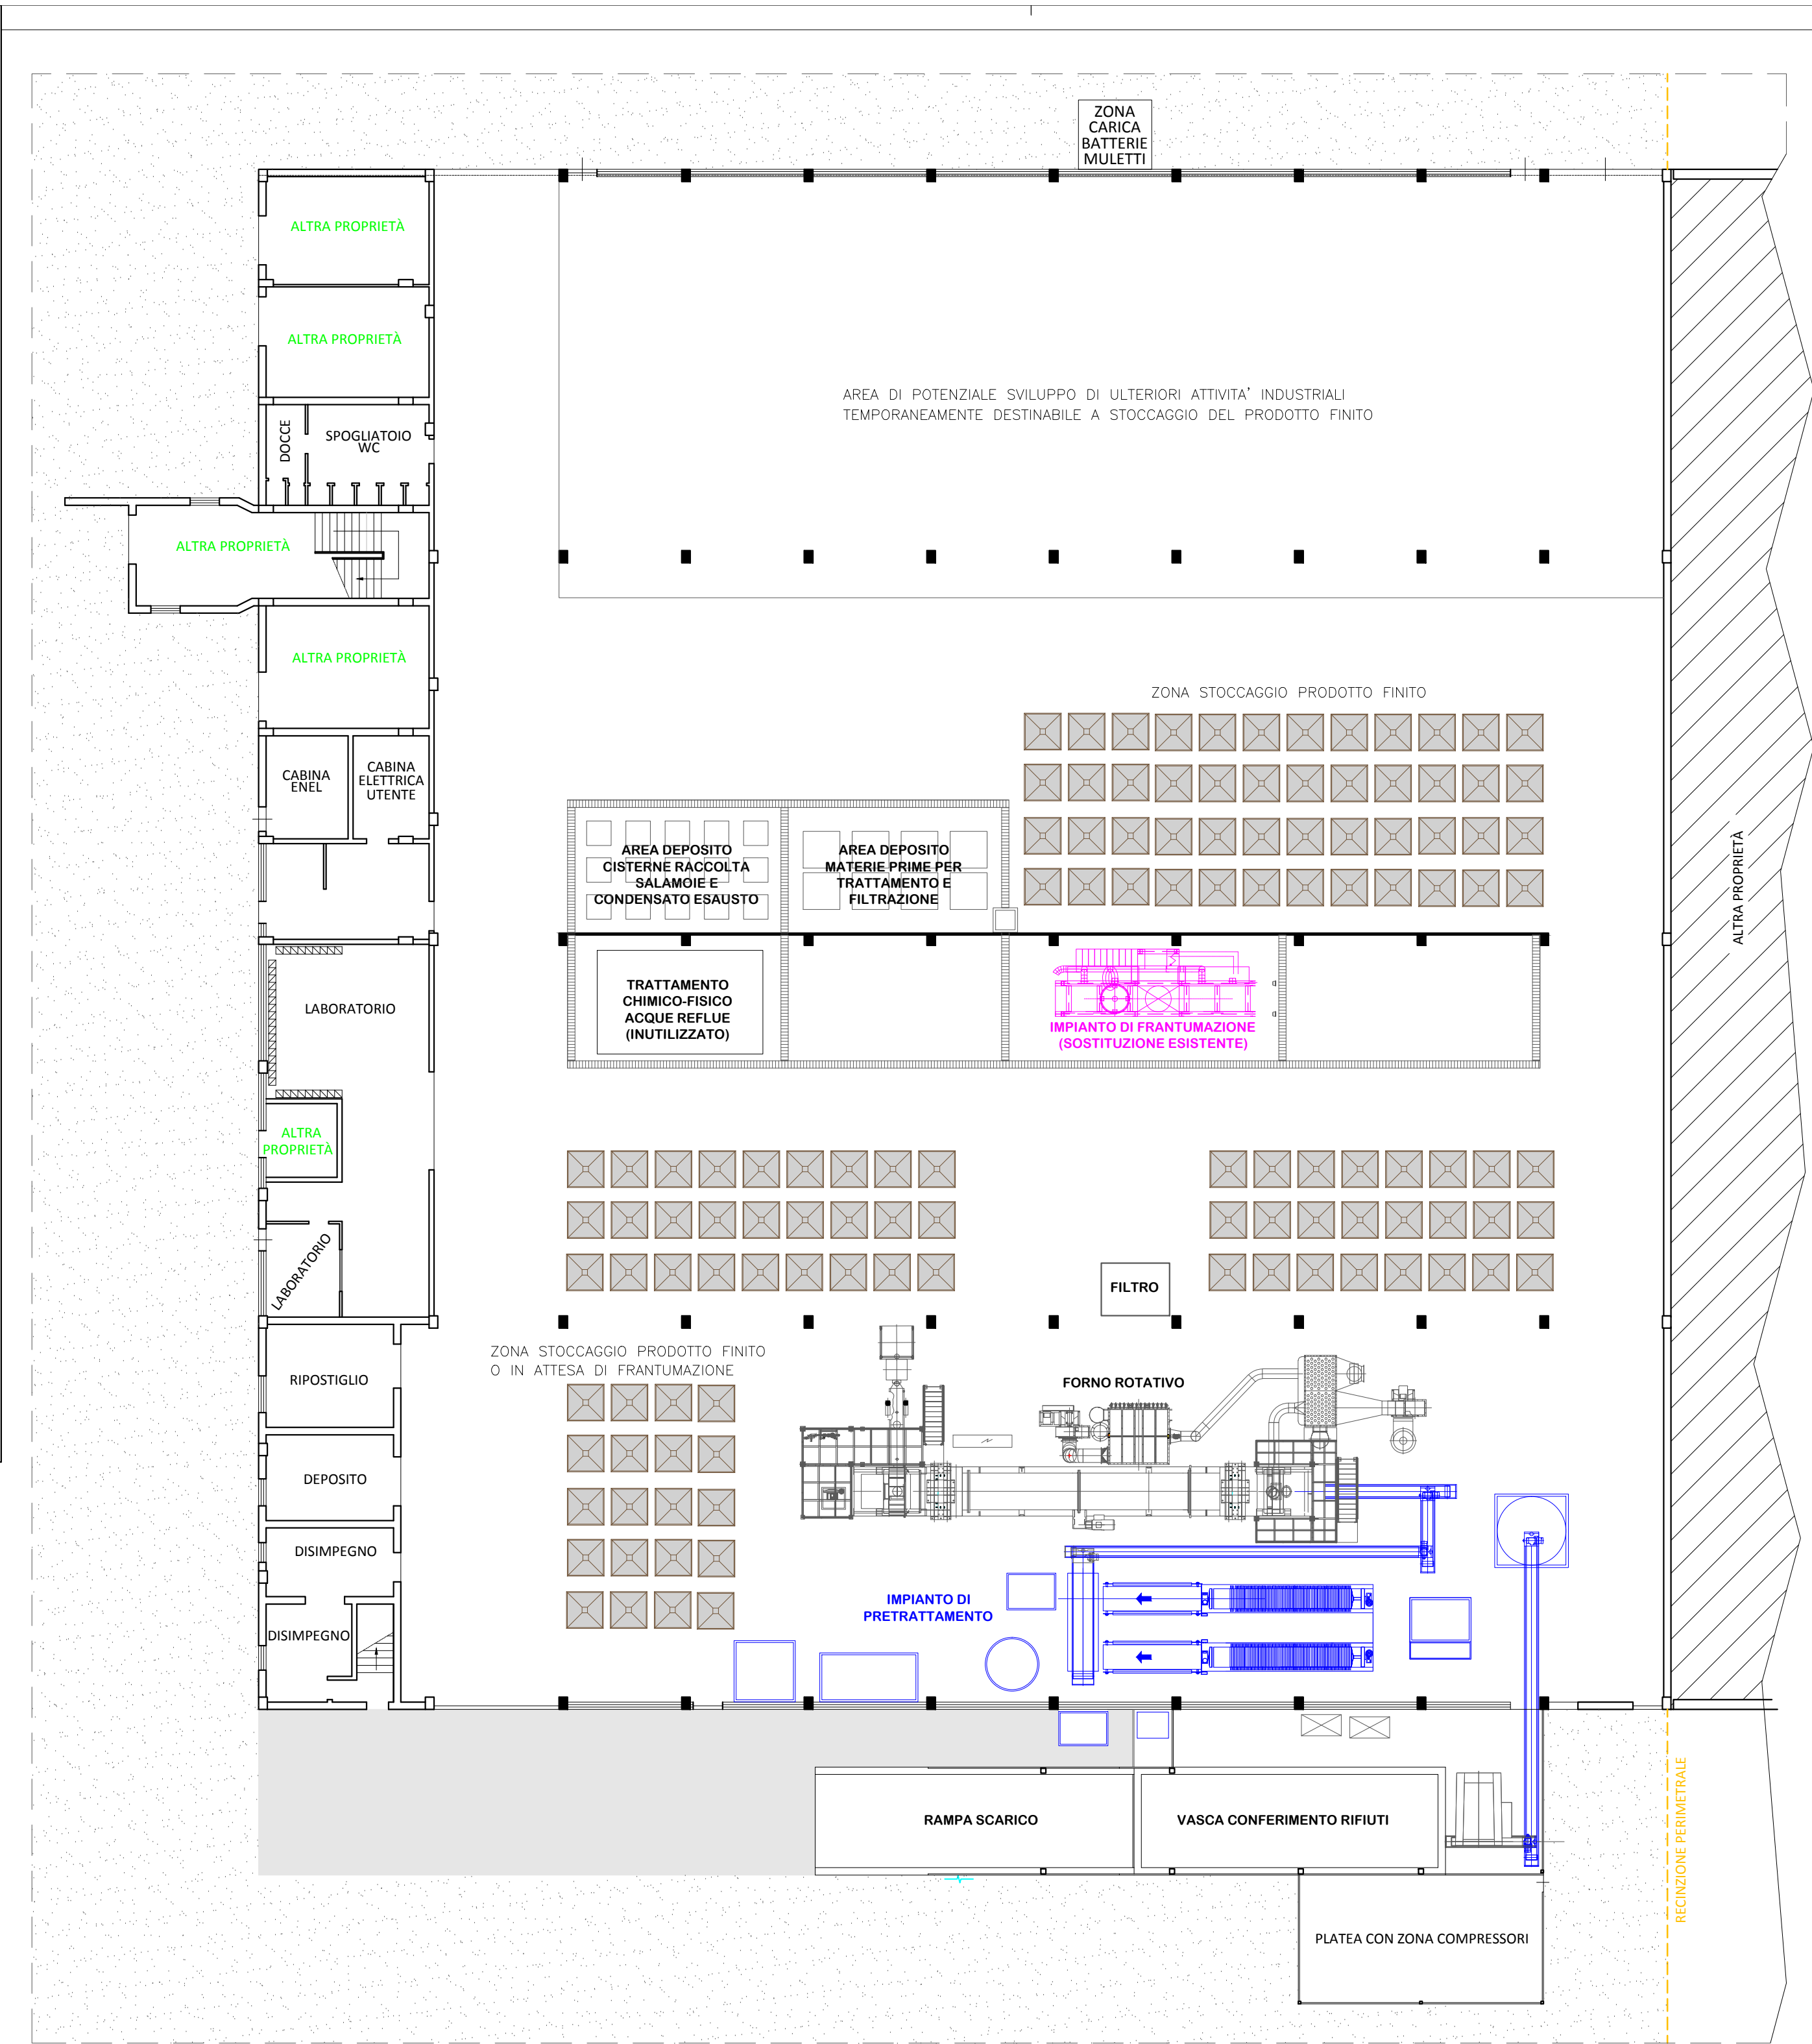 ZONA
CARICA
BATTERIE
MULETTI
ALTRA PROPRIETÀ
ALTRA PROPRIETÀ
AREA DI POTENZIALE SVILUPPO DI ULTERIORI ATTIVITA' INDUSTRIALI
TEMPORANEAMENTE DESTINABILE A STOCCAGGIO DEL PRODOTTO FINITO
DOCCE
SPOGLIATOIO
WC
ALTRA PROPRIETÀ
ALTRA PROPRIETÀ
ZONA STOCCAGGIO PRODOTTO FINITO
CABINA
ENEL
CABINA
ELETTRICA
UTENTE
AREA DEPOSITO
CISTERNE RACCOLTA
SALAMOIE E
CONDENSATO ESAUSTO
AREA DEPOSITO
MATERIE PRIME PER
TRATTAMENTO E
FILTRAZIONE
ALTRA PROPRIETÀ
LABORATORIO
TRATTAMENTO
CHIMICO-FISICO
ACQUE REFLUE
(INUTILIZZATO)
IMPIANTO DI FRANTUMAZIONE
(SOSTITUZIONE ESISTENTE)
ALTRA
PROPRIETÀ
LABORATORIO
FILTRO
ZONA STOCCAGGIO PRODOTTO FINITO
O IN ATTESA DI FRANTUMAZIONE
RIPOSTIGLIO
FORNO ROTATIVO
DEPOSITO
DISIMPEGNO
IMPIANTO DI
PRETRATTAMENTO
DISIMPEGNO
RAMPA SCARICO
VASCA CONFERIMENTO RIFIUTI
RECINZIONE PERIMETRALE
PLATEA CON ZONA COMPRESSORI